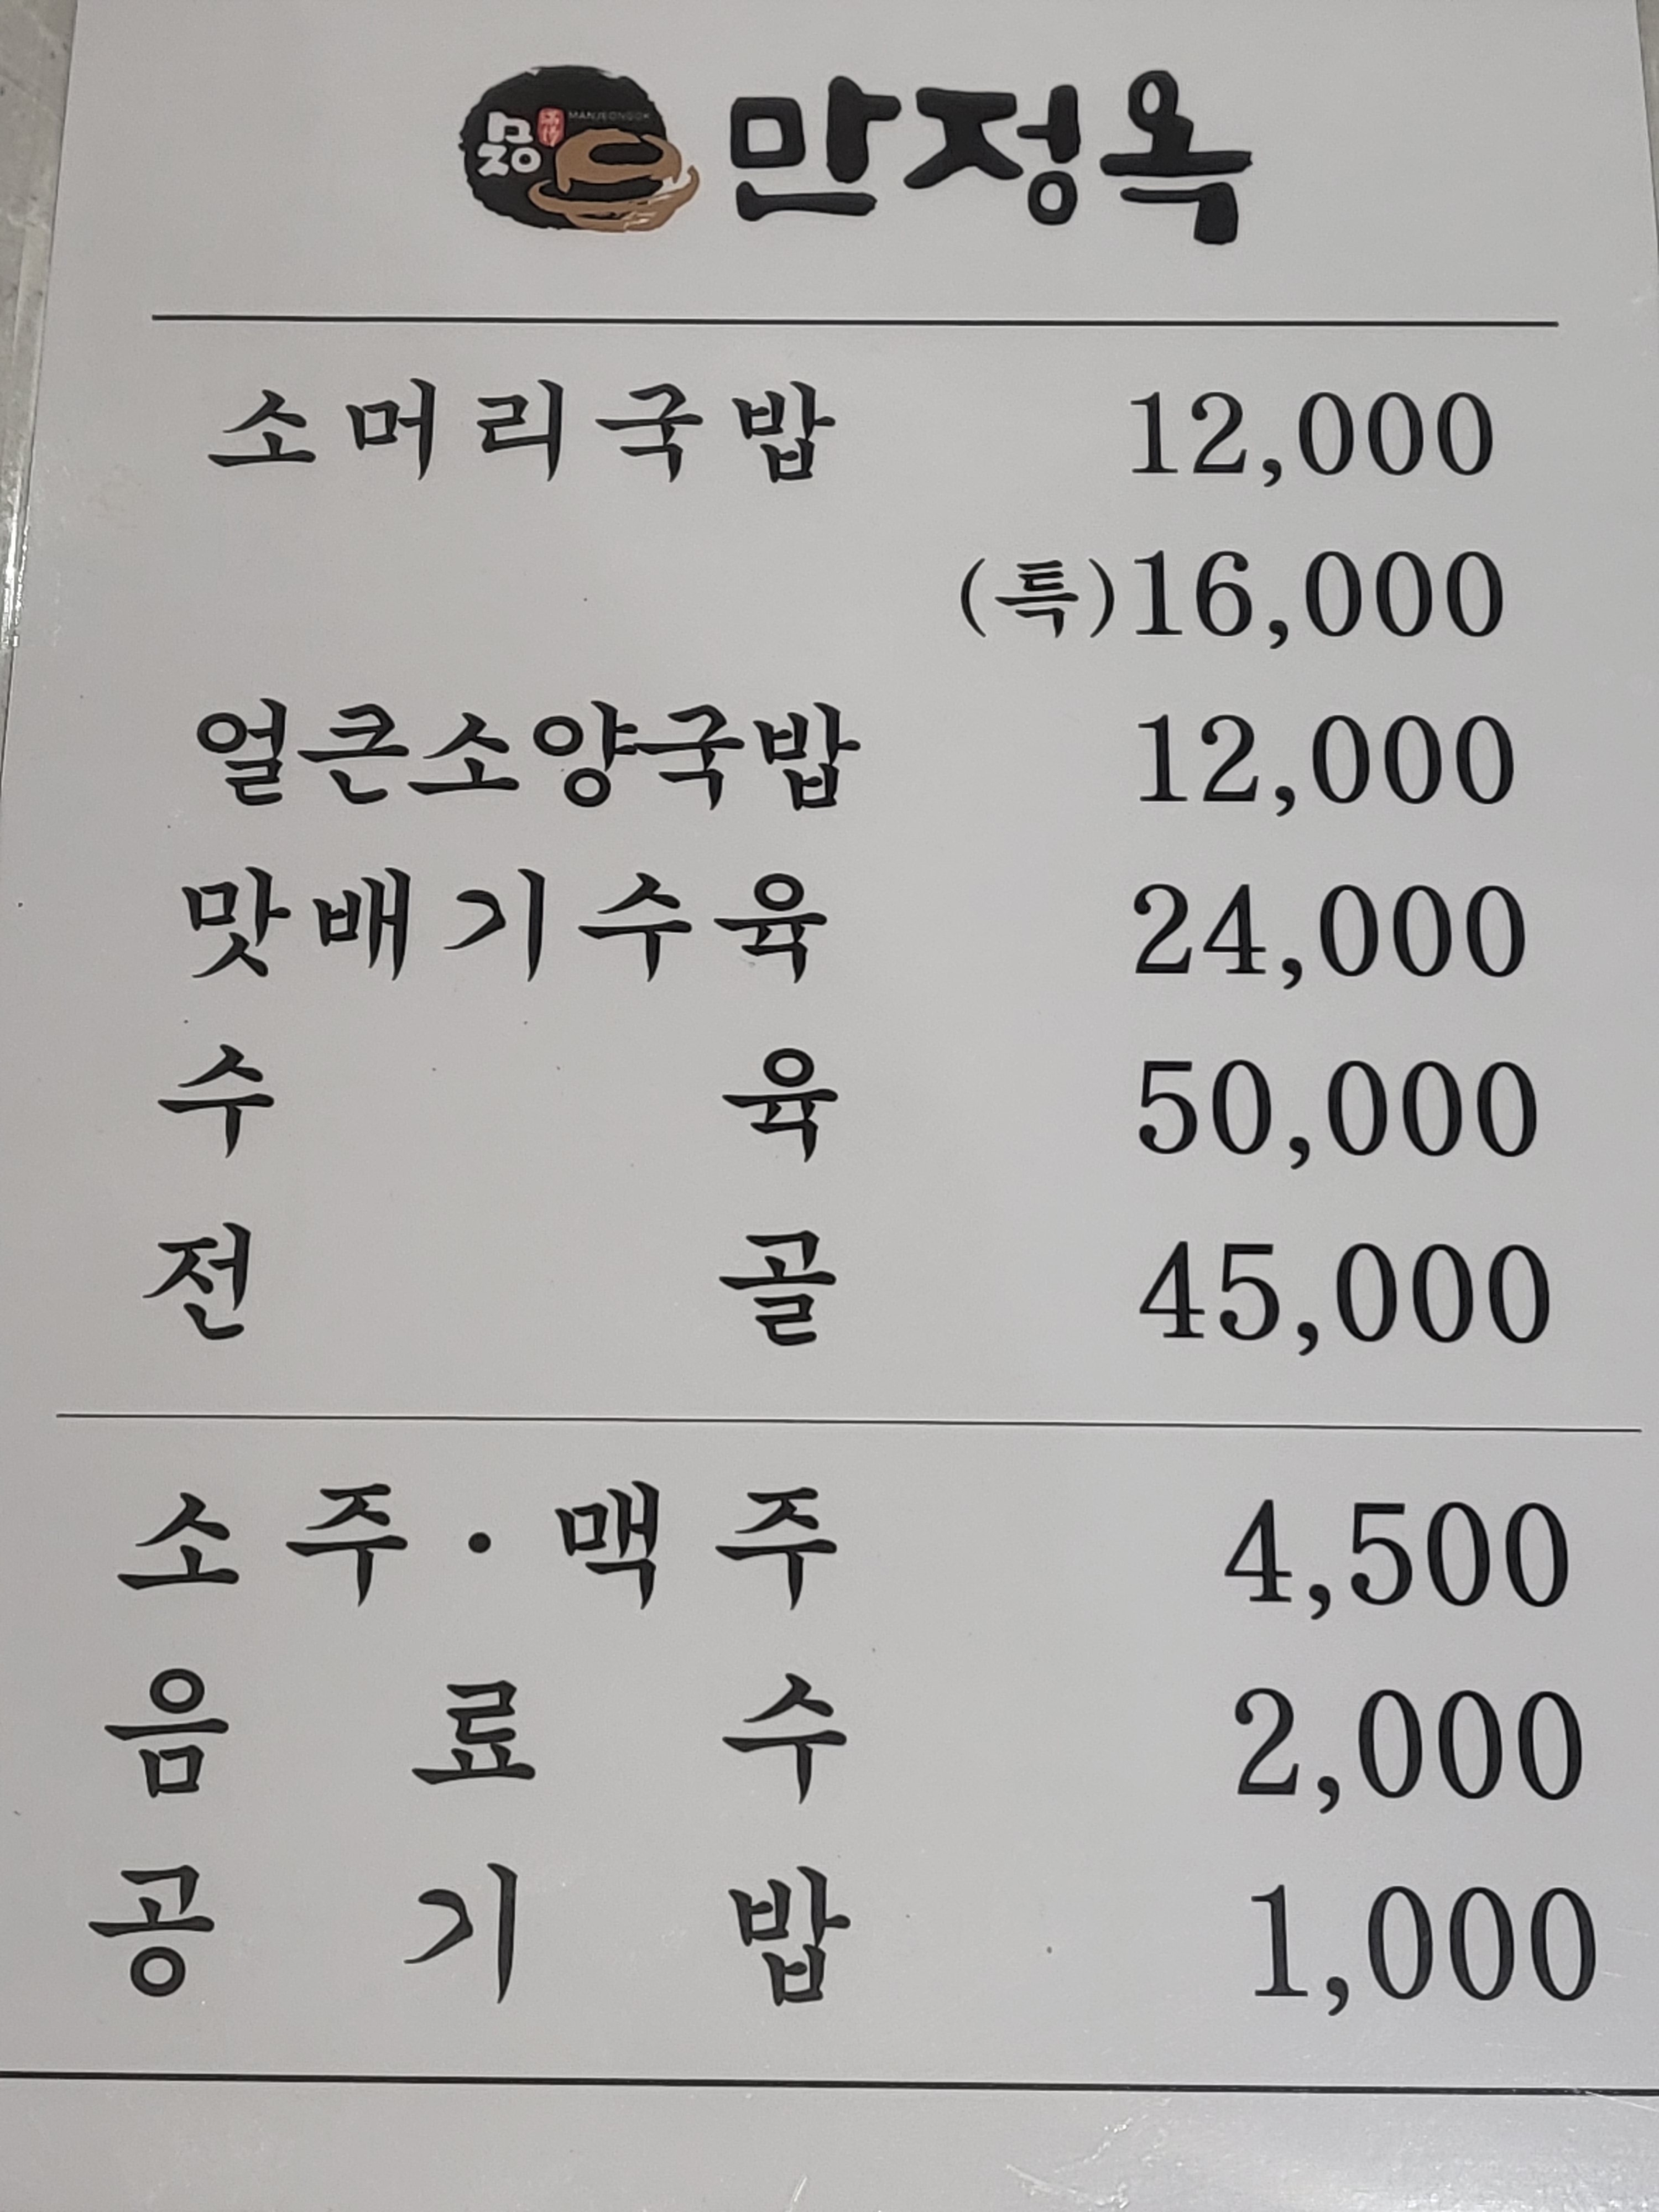 MANJEONGOK
만정옥
소머리국밥 12,000
(특)16,000
얼큰소양국밥 12,000
맛배기수육 24,000
수 육 50,000
전 골 45,000
소주·맥주 4,500
음 료 수 2,000
공 기 밥 1,000